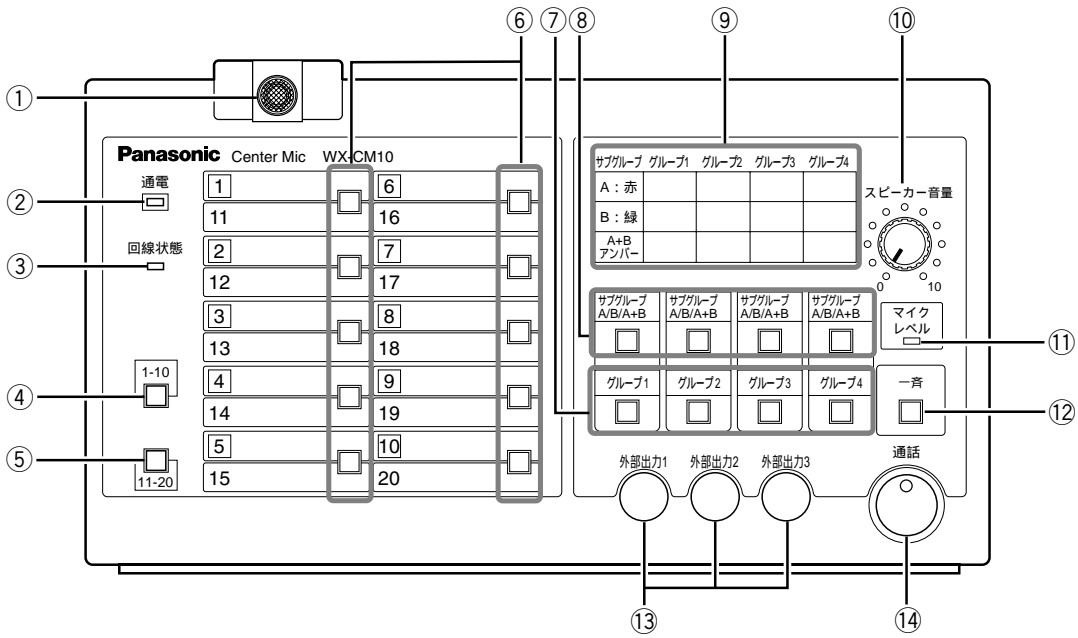 ⑥ ⑦ ⑧ ⑨ ⑩
①
Panasonic Center Mic WX-CM10
通電
②
回線状態
③
1-10
④
⑤
11-20
1
11
2
12
3
13
4
14
5
15
6
16
7
17
8
18
9
19
10
20
サブグループ グループ1 グループ2 グループ3 グループ4
A:赤
B:緑
A+B
アンバー
スピーカー音量
0 10
サブグループ サブグループ サブグループ サブグループ
A/B/A+B A/B/A+B A/B/A+B A/B/A+B
マイク
レベル
⑪
グループ1 グループ2 グループ3 グループ4
一斉
⑫
外部出力1 外部出力2 外部出力3
通話
⑬ ⑭